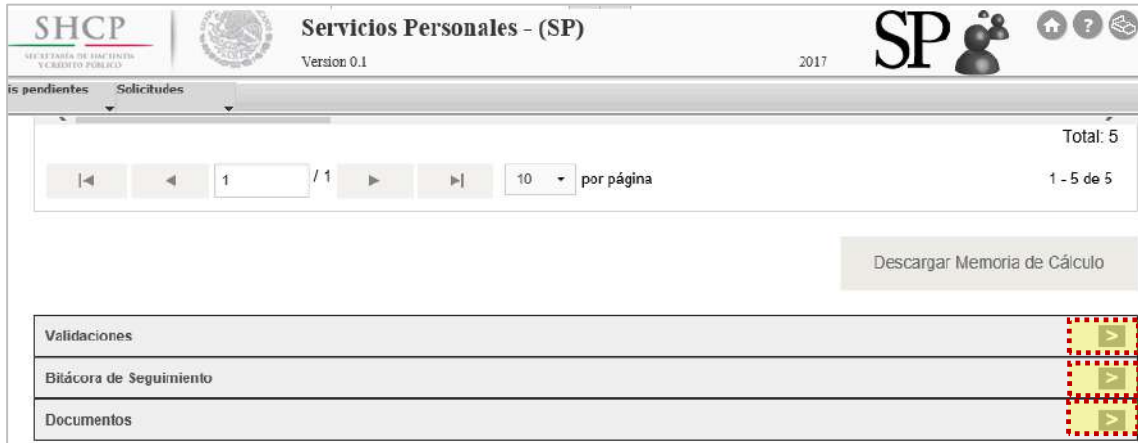 SHCP
SECRETARÍA DE HACIENDA
Y CRÉDITO PÚBLICO
Servicios Personales - (SP)
Version 0.1
2017
SP
?
is pendientes Solicitudes
Total: 5
1 / 1 10 por página 1 - 5 de 5
Descargar Memoria de Cálculo
Validaciones >
Bitácora de Seguimiento >
Documentos >